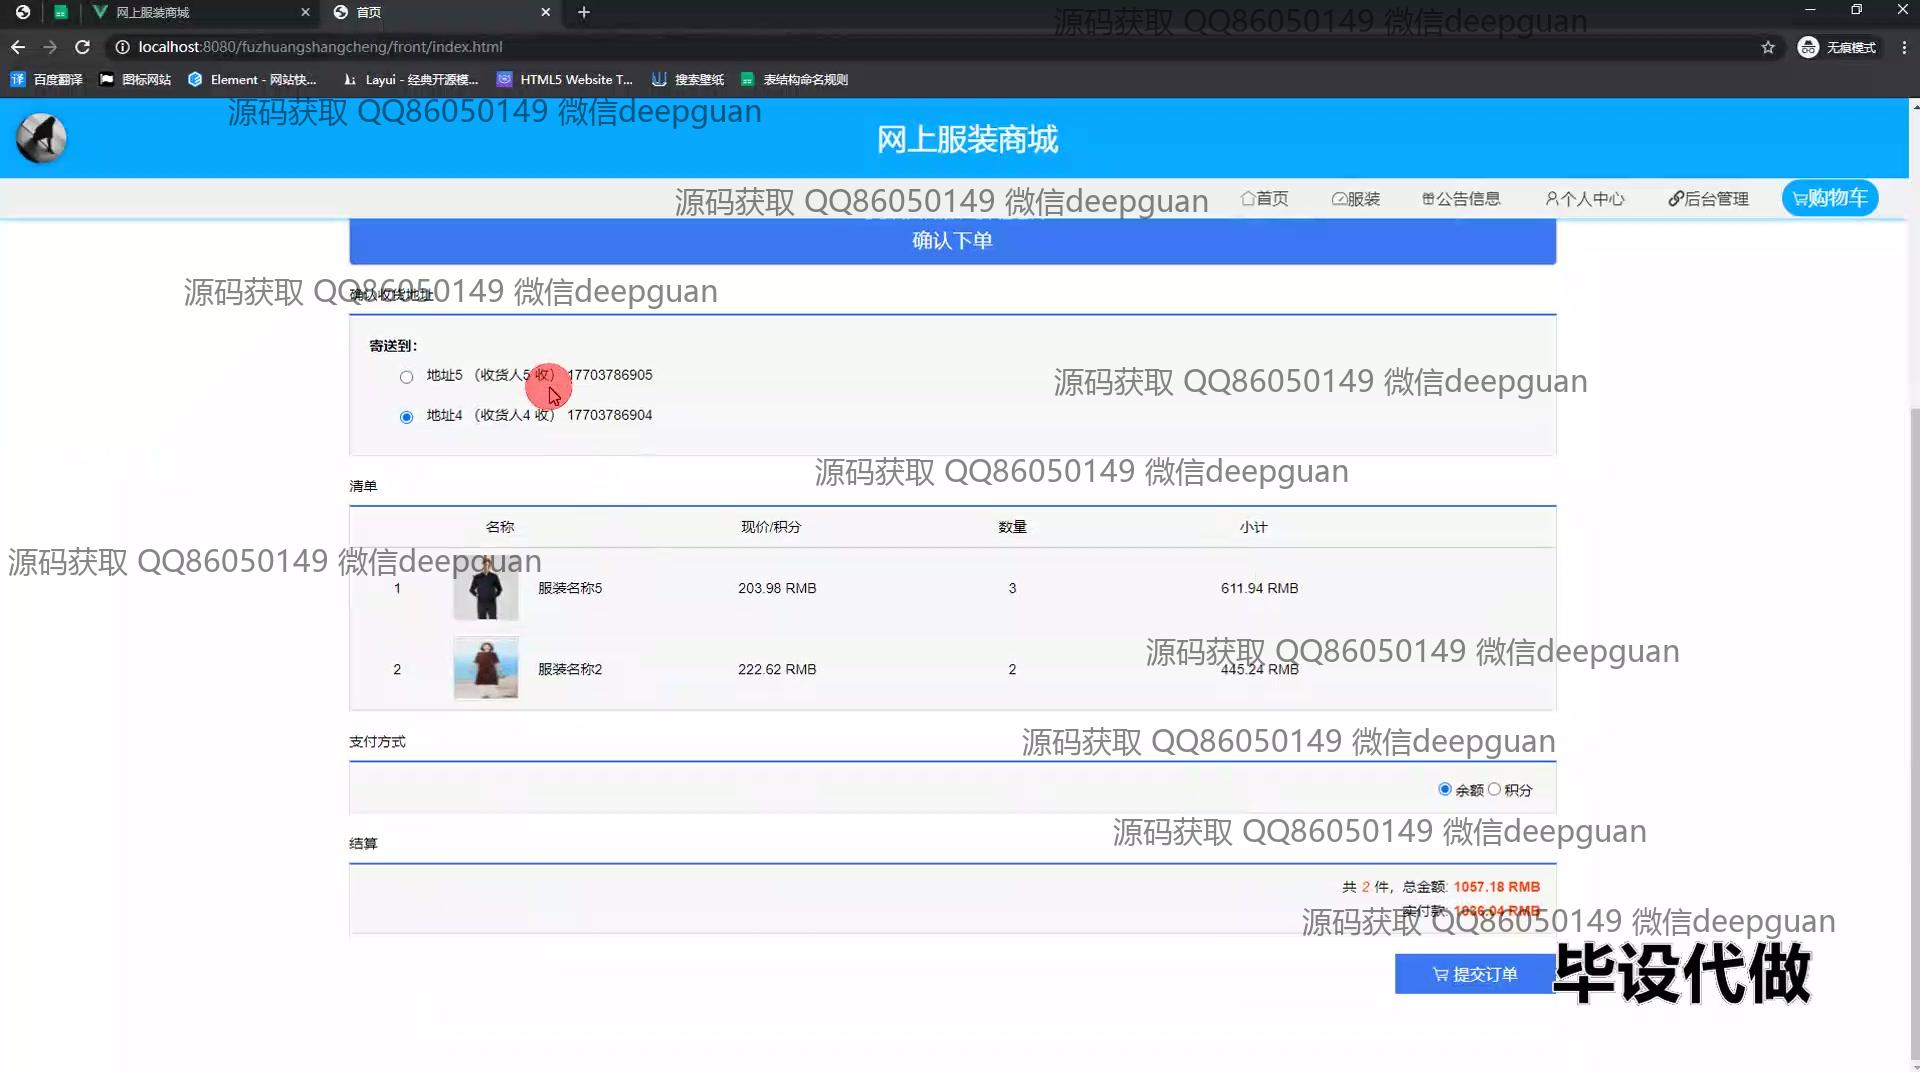 网上服装商城
首页
源码获取 QQ86050149 微信deepguan
localhost:8080/fuzhuangshangcheng/front/index.html
无痕模式
百度翻译
图标网站
Element - 网站快...
Layui - 经典开源模...
HTML5 Website T...
搜索壁纸
表结构命名规则
源码获取 QQ86050149 微信deepguan
网上服装商城
源码获取 QQ86050149 微信deepguan
首页
服装
公告信息
个人中心
后台管理
购物车
确认下单
源码获取 QQ86050149 微信deepguan
确认收货地址
寄送到：
地址5 （收货人5 收） 17703786905
源码获取 QQ86050149 微信deepguan
地址4 （收货人4 收） 17703786904
源码获取 QQ86050149 微信deepguan
清单
名称 现价/积分 数量 小计
源码获取 QQ86050149 微信deepguan
1 服装名称5 203.98 RMB 3 611.94 RMB
源码获取 QQ86050149 微信deepguan
2 服装名称2 222.62 RMB 2 445.24 RMB
支付方式
源码获取 QQ86050149 微信deepguan
余额 积分
源码获取 QQ86050149 微信deepguan
结算
共 2 件，总金额: 1057.18 RMB
实付款: 1036.04 RMB
源码获取 QQ86050149 微信deepguan
提交订单
毕设代做